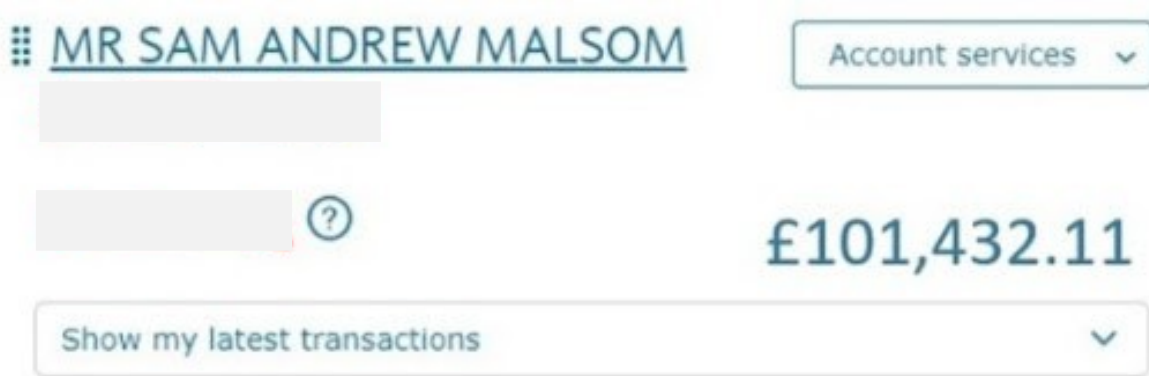 MR SAM ANDREW MALSOM
Account services
?
£101,432.11
Show my latest transactions